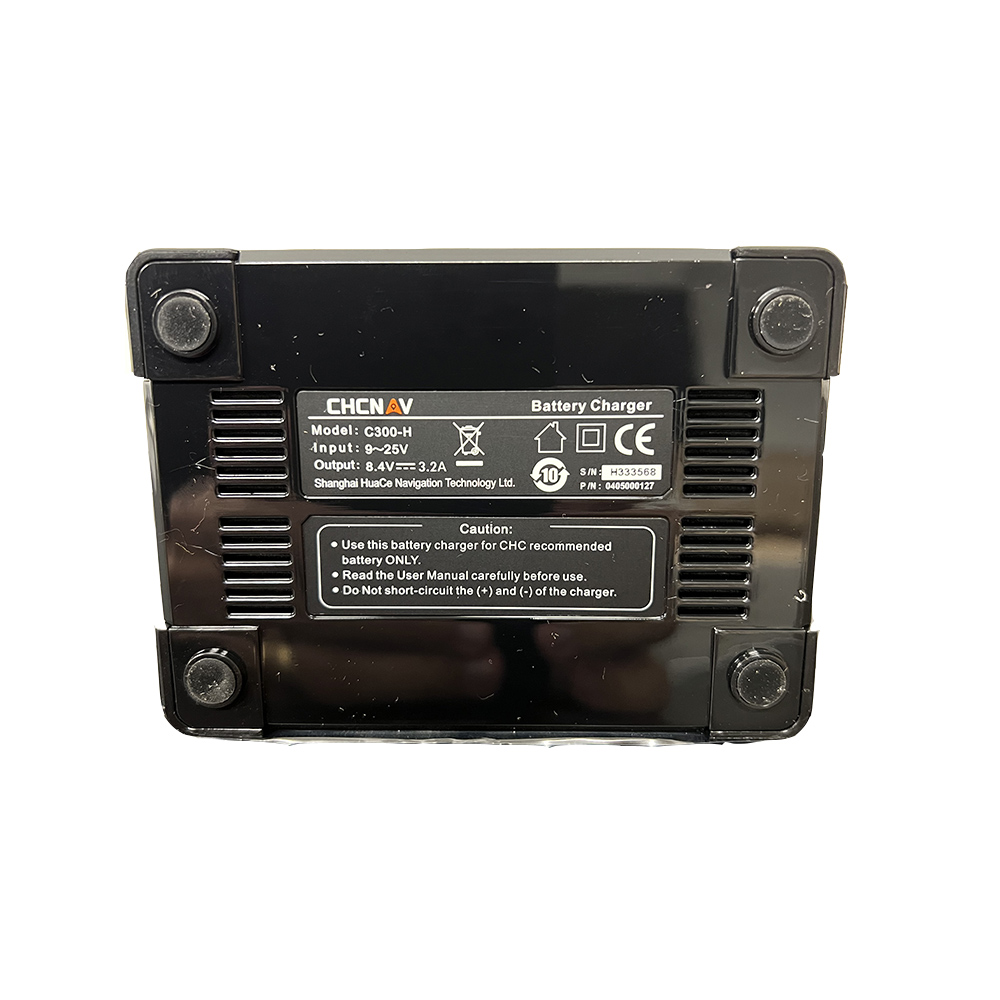 CHCNAV Battery Charger
Model: C300-H
Input: 9~25V
Output: 8.4V⎓3.2A
Shanghai HuaCe Navigation Technology Ltd.
CE
10
S/N: H333568
P/N: 0405000127
Caution:
● Use this battery charger for CHC recommended
battery ONLY.
● Read the User Manual carefully before use.
● Do Not short-circuit the (+) and (-) of the charger.